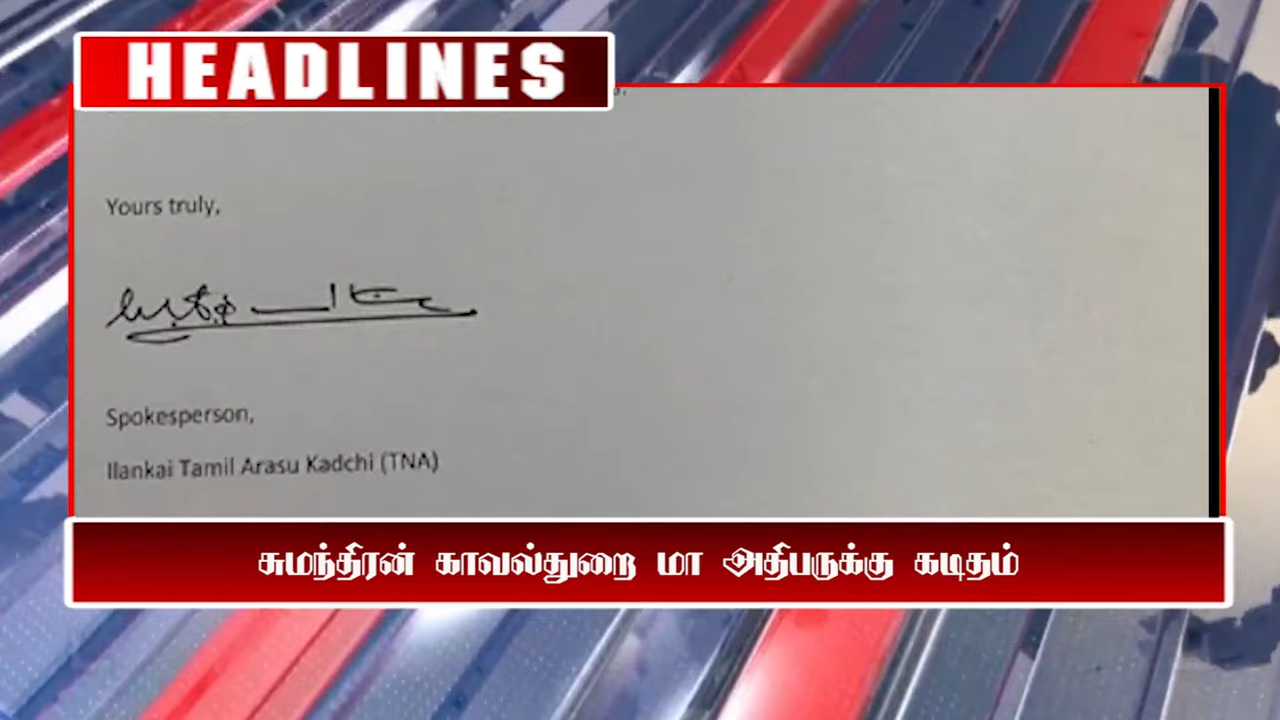 HEADLINES
Yours truly,
Spokesperson,
Ilankai Tamil Arasu Kadchi (TNA)
சுமந்திரன் காவல்துறை மா அதிபருக்கு கடிதம்